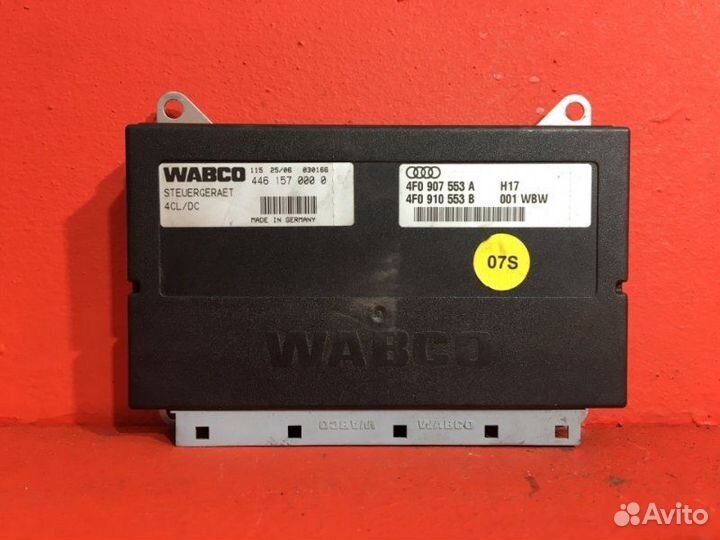 WABCO 115 25/06 030166
446 157 000 0
STEUERGERAET
4CL/DC
MADE IN GERMANY
4F0 907 553 A H17
4F0 910 553 B 001 WBW
07S
WABCO
WABCO WABCO
Avito